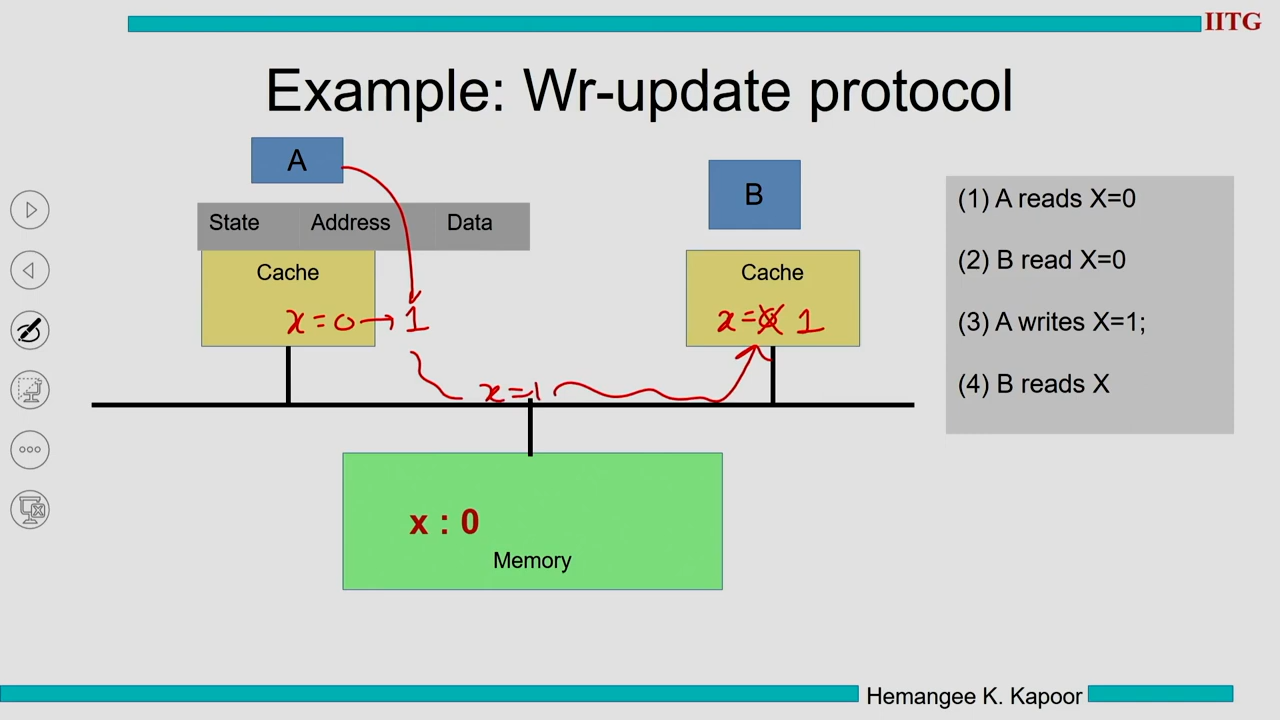 IITG
Example: Wr-update protocol
A
B
State Address Data
Cache
x = 0 → 1
Cache
x = 0 1
x = 1
x : 0
Memory
(1) A reads X=0
(2) B read X=0
(3) A writes X=1;
(4) B reads X
Hemangee K. Kapoor